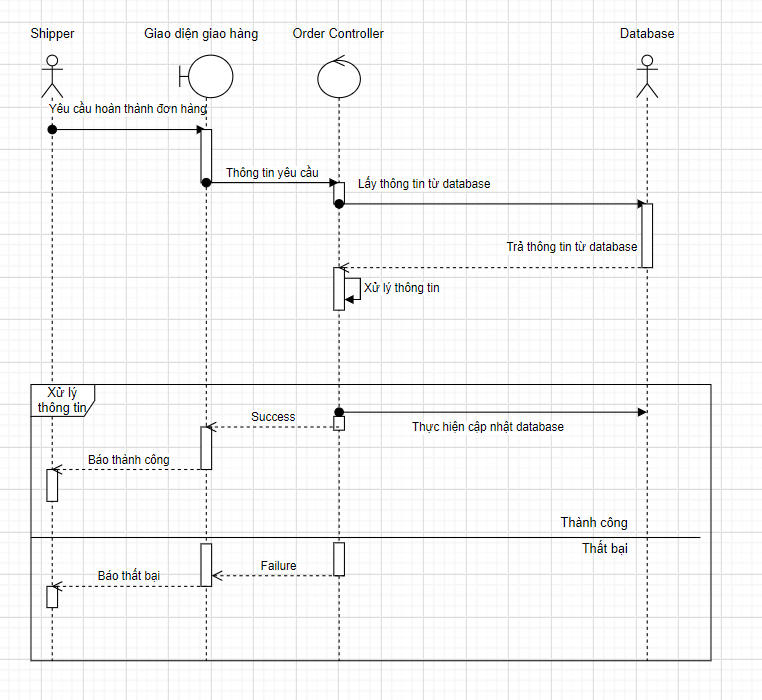 Shipper
Giao diện giao hàng
Order Controller
Database
Yêu cầu hoàn thành đơn hàng
Thông tin yêu cầu
Lấy thông tin từ database
Trả thông tin từ database
Xử lý thông tin
Xử lý
thông tin
Success
Thực hiện cập nhật database
Báo thành công
Thành công
Thất bại
Failure
Báo thất bại